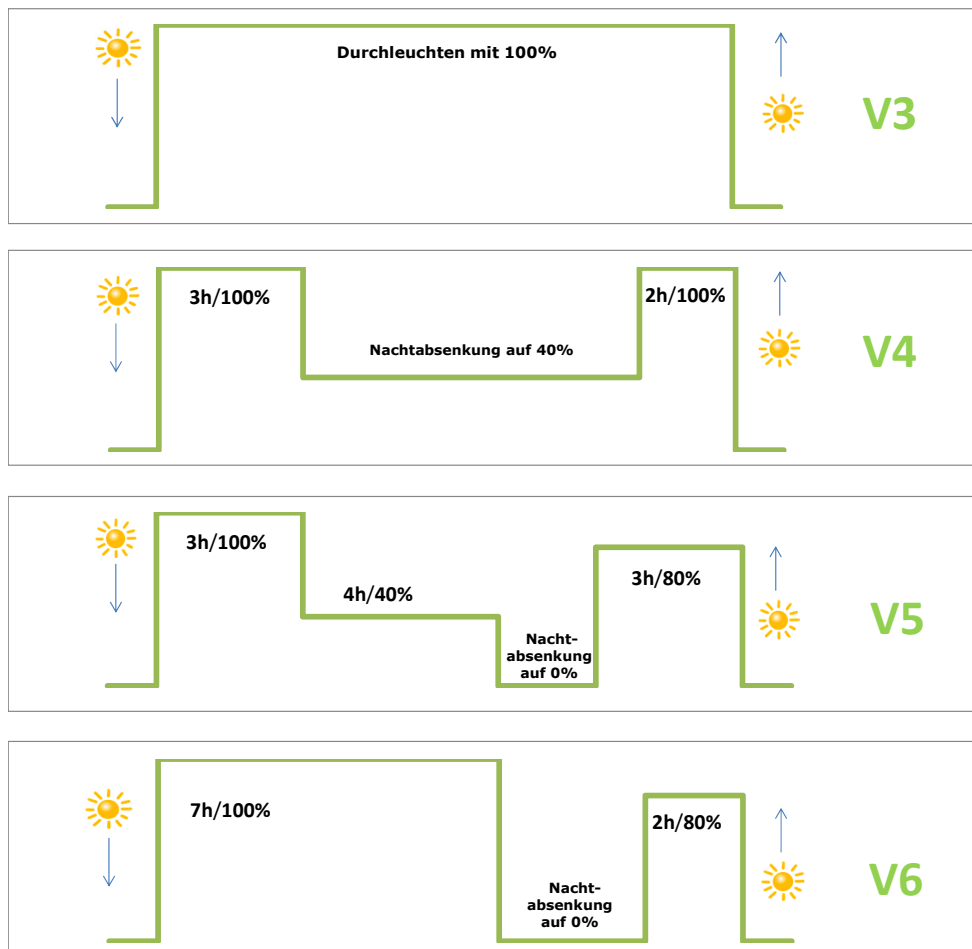 Durchleuchten mit 100%
V3
3h/100%
2h/100%
Nachtabsenkung auf 40%
V4
3h/100%
4h/40%
3h/80%
Nacht-
absenkung
auf 0%
V5
7h/100%
2h/80%
Nacht-
absenkung
auf 0%
V6